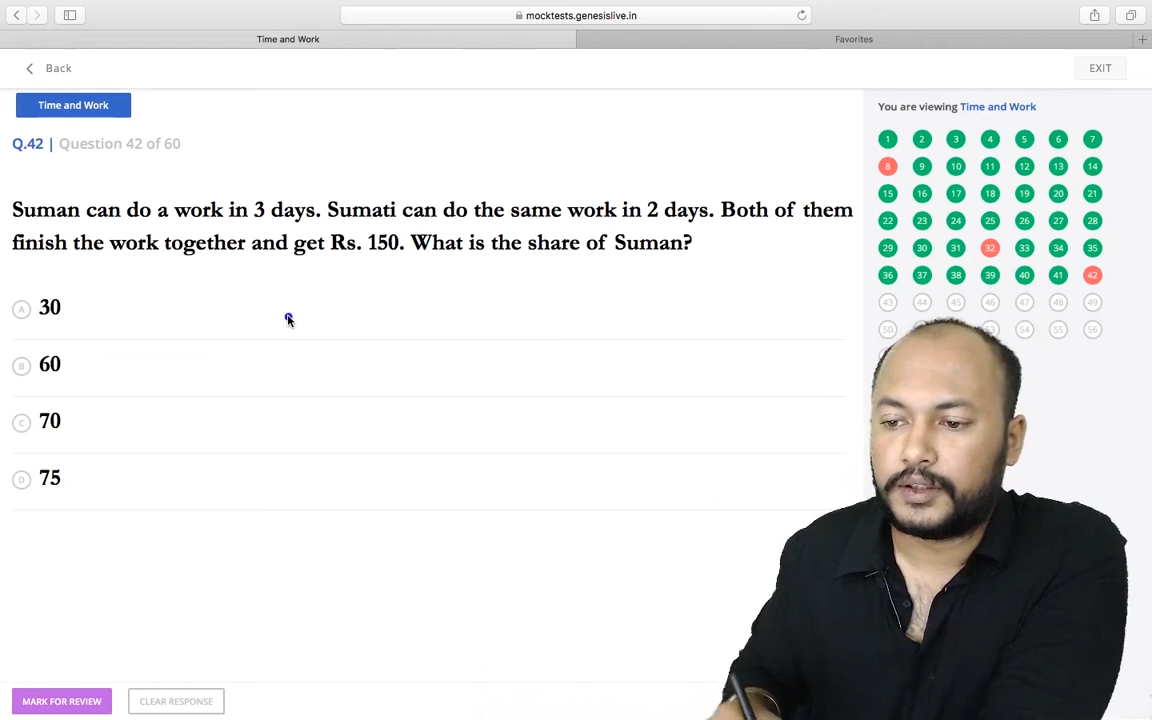 mocktests.genesislive.in
Time and Work
Favorites
Back
EXIT
Time and Work
Q.42 | Question 42 of 60
Suman can do a work in 3 days. Sumati can do the same work in 2 days. Both of them
finish the work together and get Rs. 150. What is the share of Suman?
A 30
B 60
C 70
D 75
MARK FOR REVIEW
CLEAR RESPONSE
You are viewing Time and Work
1 2 3 4 5 6 7
8 9 10 11 12 13 14
15 16 17 18 19 20 21
22 23 24 25 26 27 28
29 30 31 32 33 34 35
36 37 38 39 40 41 42
43 44 45 46 47 48 49
50 53 54 55 56